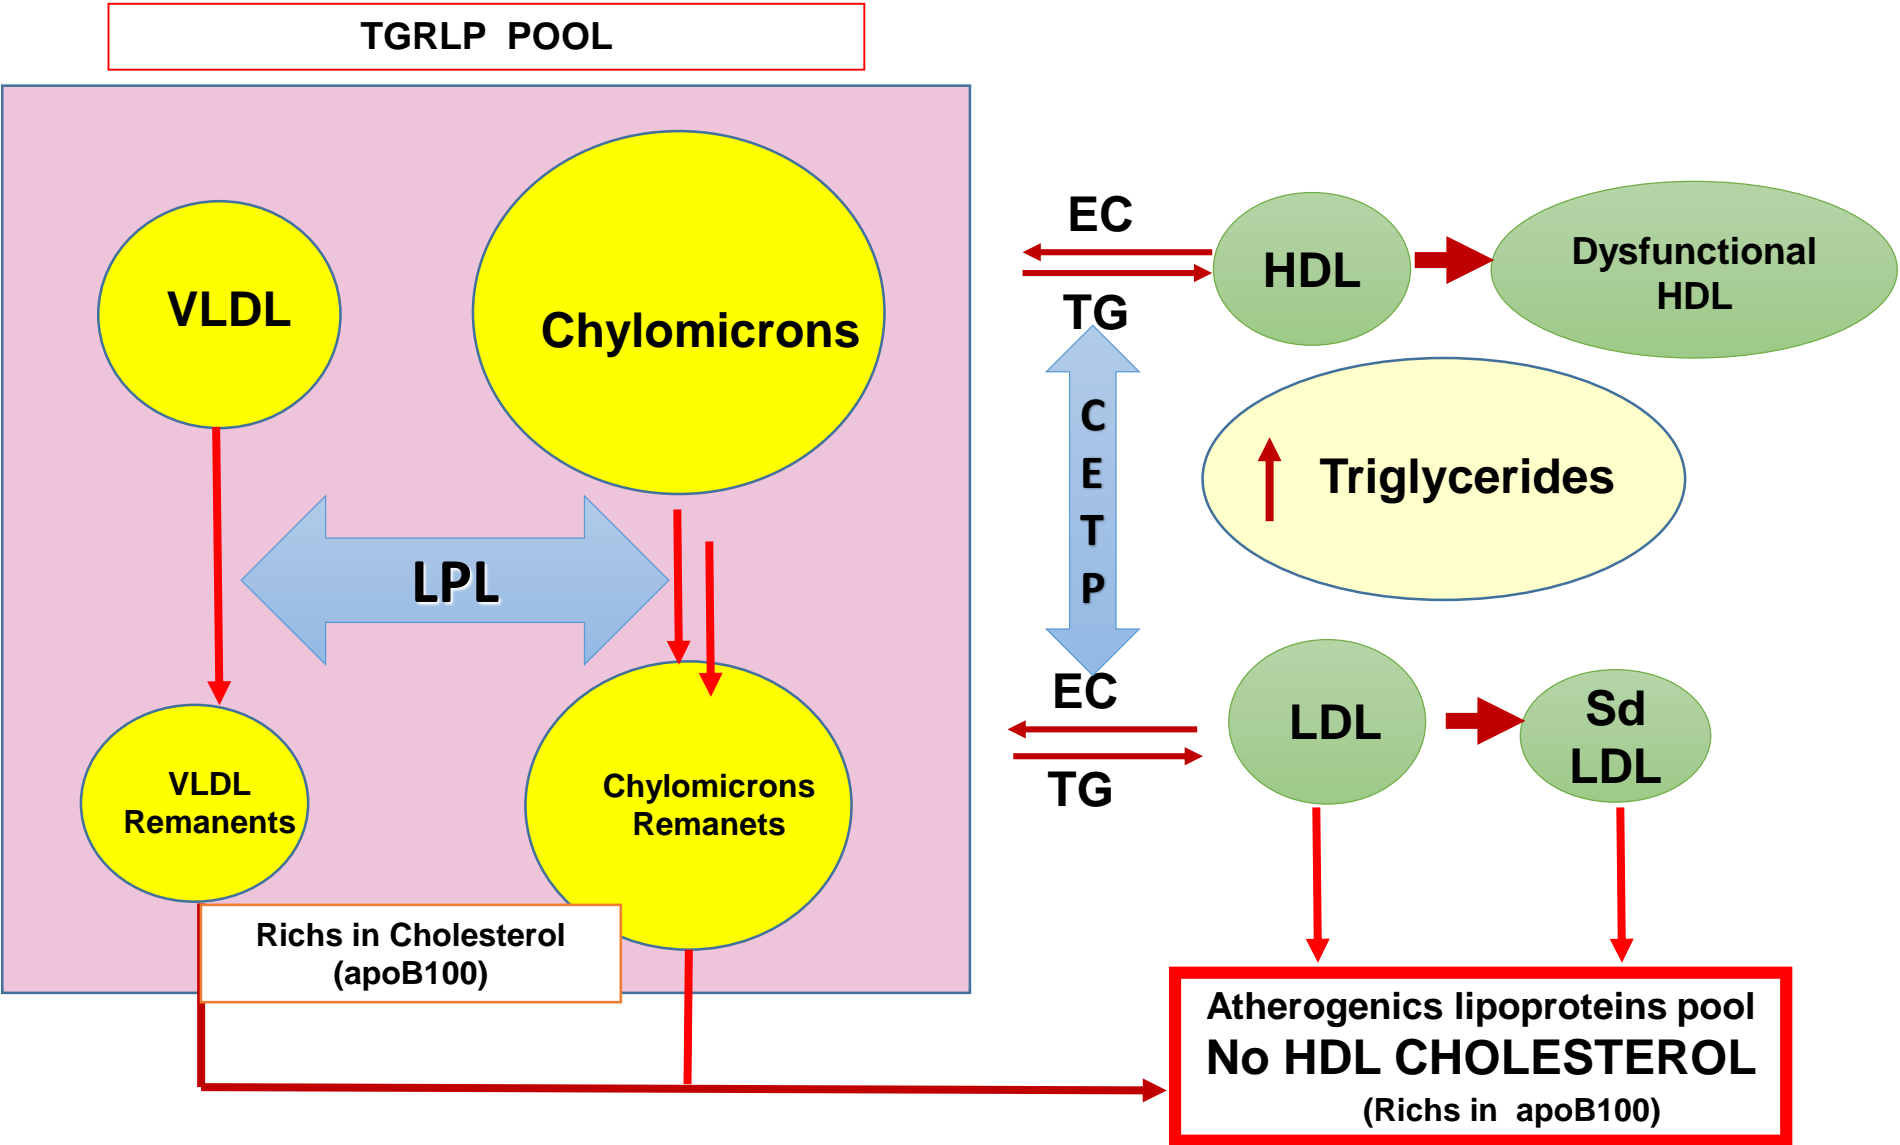 TGRLP POOL
VLDL
Chylomicrons
LPL
VLDL
Remanents
Chylomicrons
Remanets
Richs in Cholesterol
(apoB100)
EC
TG
HDL
Dysfunctional
HDL
C
E
T
P
Triglycerides
EC
TG
LDL
Sd
LDL
Atherogenics lipoproteins pool
No HDL CHOLESTEROL
(Richs in apoB100)